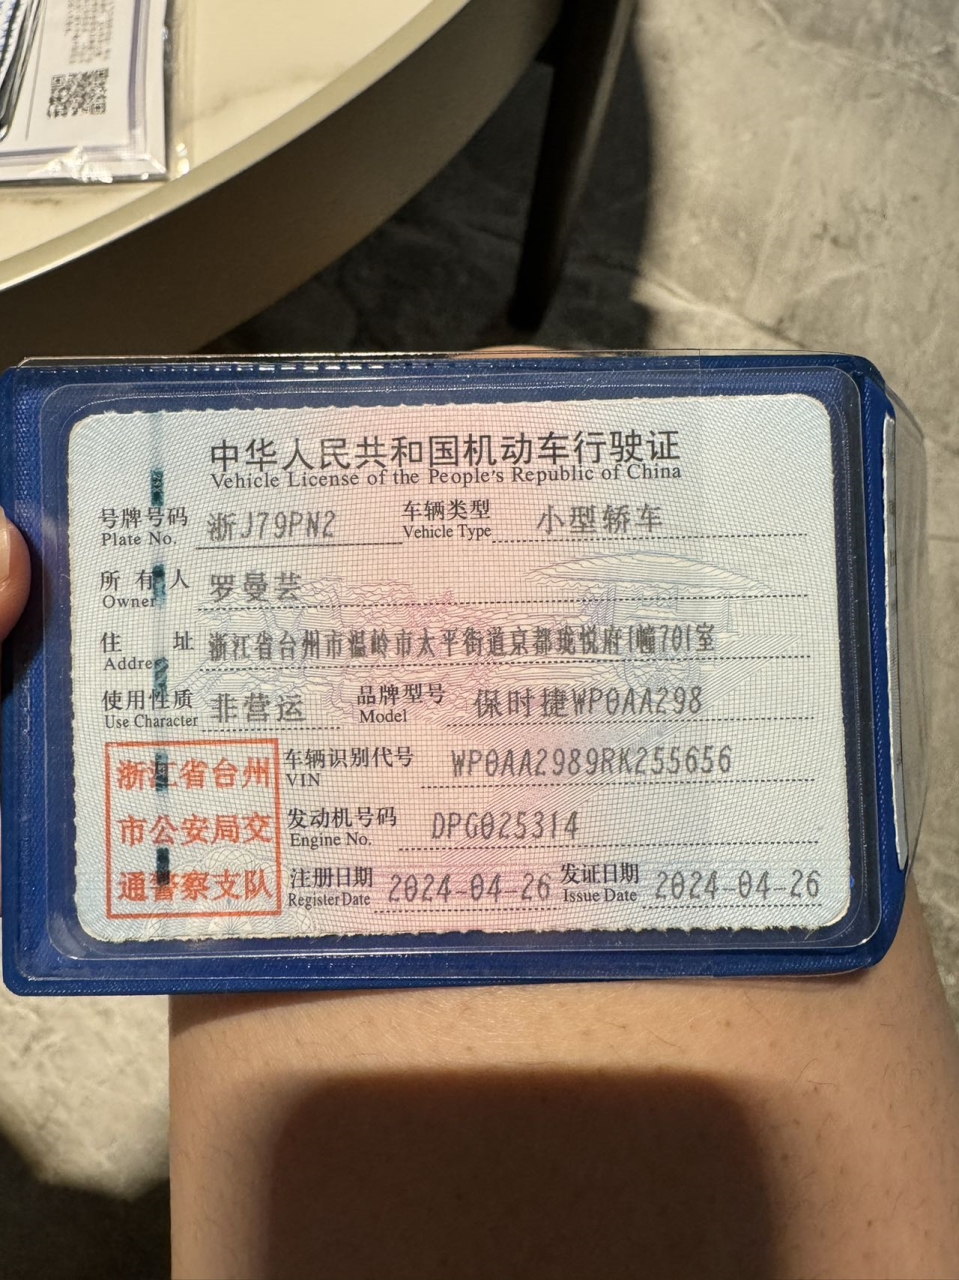 中华人民共和国机动车行驶证
Vehicle License of the People's Republic of China
号牌号码 浙J79PN2 车辆类型 小型轿车
Plate No. Vehicle Type
所有人 罗曼芸
Owner
住址 浙江省台州市温岭市太平街道京都珑悦府1幢701室
Address
使用性质 非营运 品牌型号 保时捷WP0AA298
Use Character Model
浙江省台州
市公安局交
通警察支队
车辆识别代号 WP0AA2989RK255656
VIN
发动机号码 DPG025314
Engine No.
注册日期 2024-04-26 发证日期 2024-04-26
Register Date Issue Date